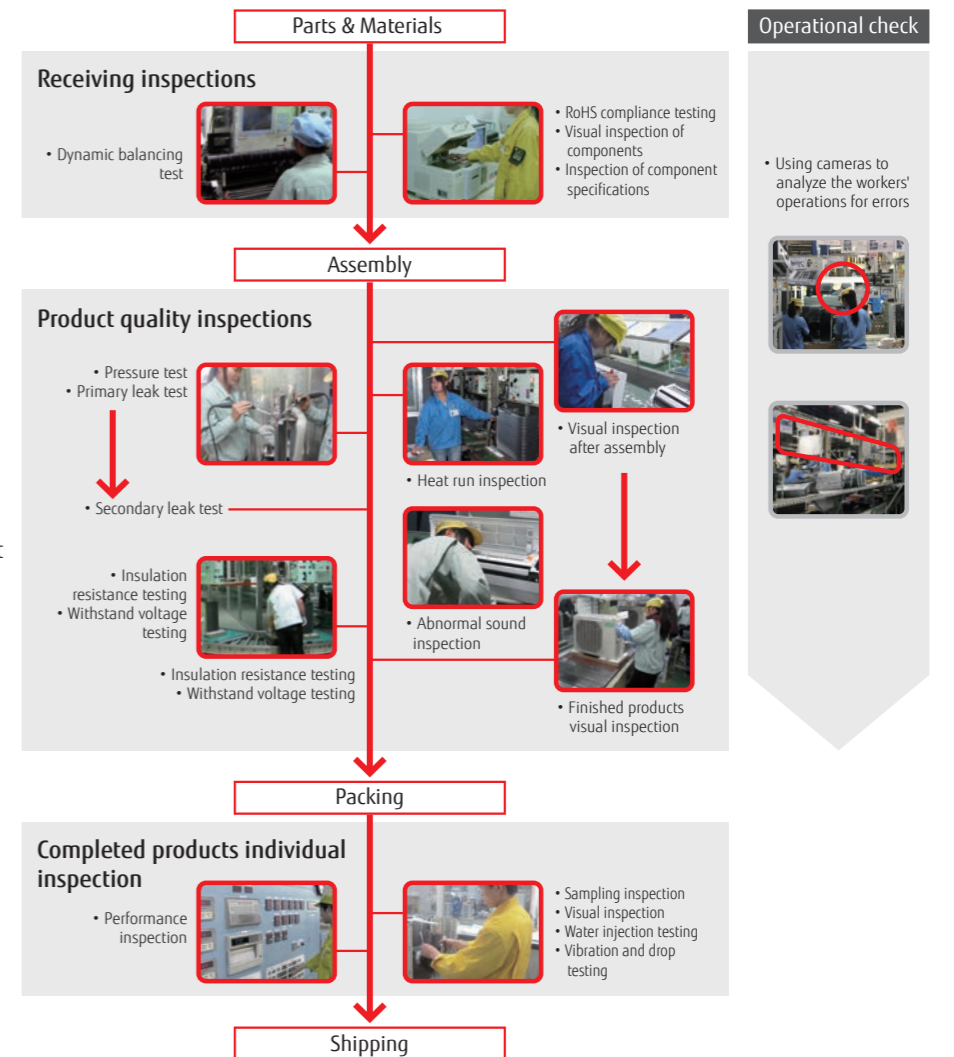 Parts & Materials
Operational check
Receiving inspections
• Dynamic balancing
test
• RoHS compliance testing
• Visual inspection of
components
• Inspection of component
specifications
• Using cameras to
analyze the workers'
operations for errors
Assembly
Product quality inspections
• Pressure test
• Primary leak test
• Secondary leak test
• Heat run inspection
• Visual inspection
after assembly
• Insulation
resistance testing
• Withstand voltage
testing
• Insulation resistance testing
• Withstand voltage testing
• Abnormal sound
inspection
• Finished products
visual inspection
Packing
Completed products individual
inspection
• Performance
inspection
• Sampling inspection
• Visual inspection
• Water injection testing
• Vibration and drop
testing
Shipping